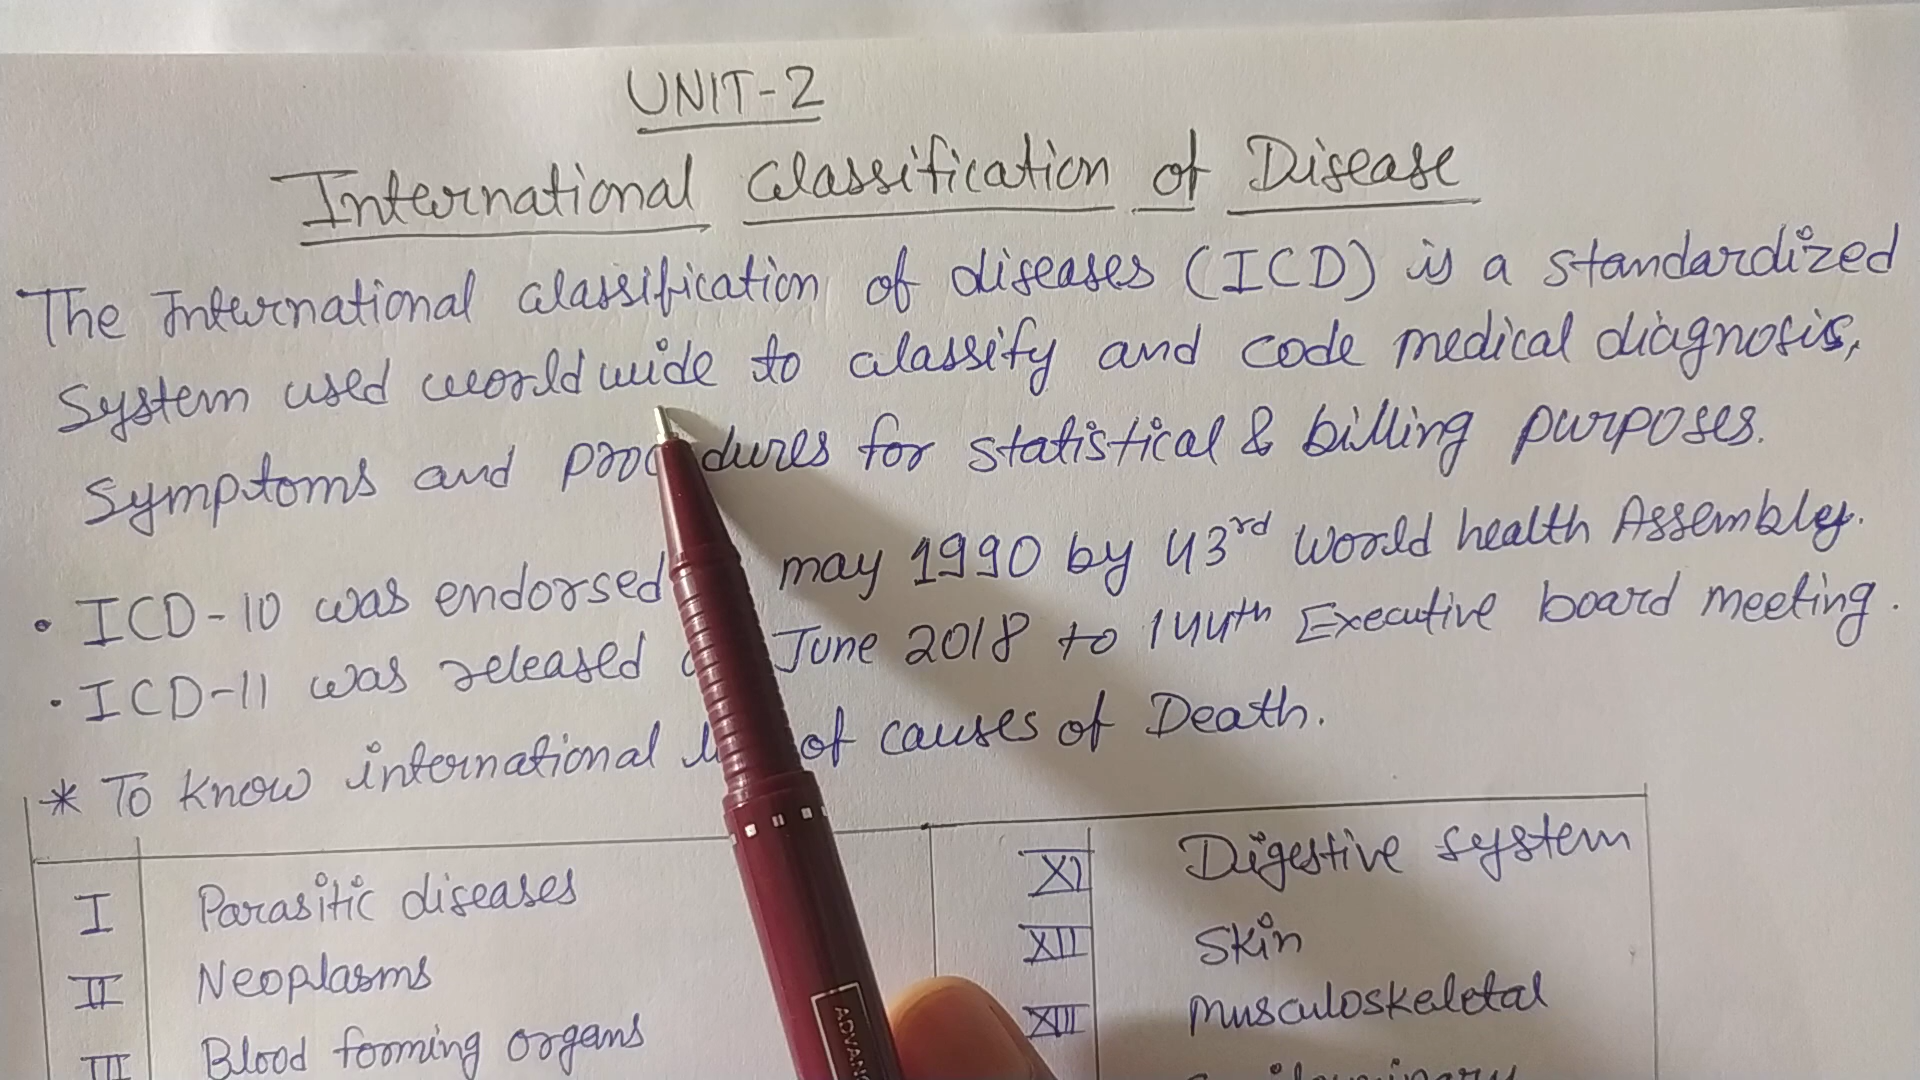 UNIT-2
International classification of Disease
The International classification of diseases (ICD) is a standardized
System used worldwide to classify and code medical diagnosis,
Symptoms and procedures for statistical & billing purposes.
• ICD-10 was endorsed may 1990 by 43rd World health Assembly.
• ICD-11 was released June 2018 to 144th Executive board meeting.
* To know international of causes of Death.
I Parasitic diseases
II Neoplasms
III Blood forming organs
XI Digestive system
XII Skin
XIII Musculoskeletal
ADVANC